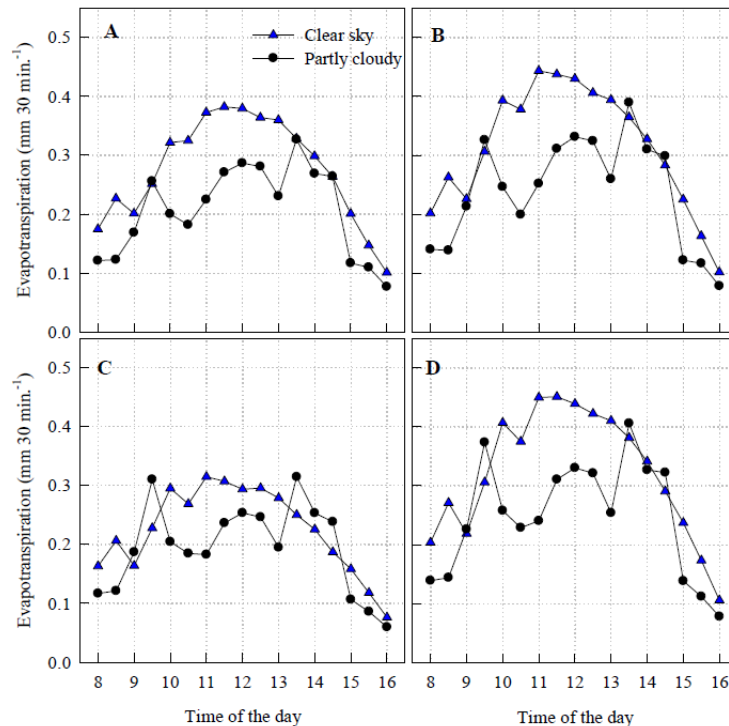 A
Clear sky
Partly cloudy
B
Evapotranspiration (mm 30 min.⁻¹)
0.5
0.4
0.3
0.2
0.1
0.0
C
D
Evapotranspiration (mm 30 min.⁻¹)
0.5
0.4
0.3
0.2
0.1
0.0
8 9 10 11 12 13 14 15 16
8 9 10 11 12 13 14 15 16
Time of the day
Time of the day